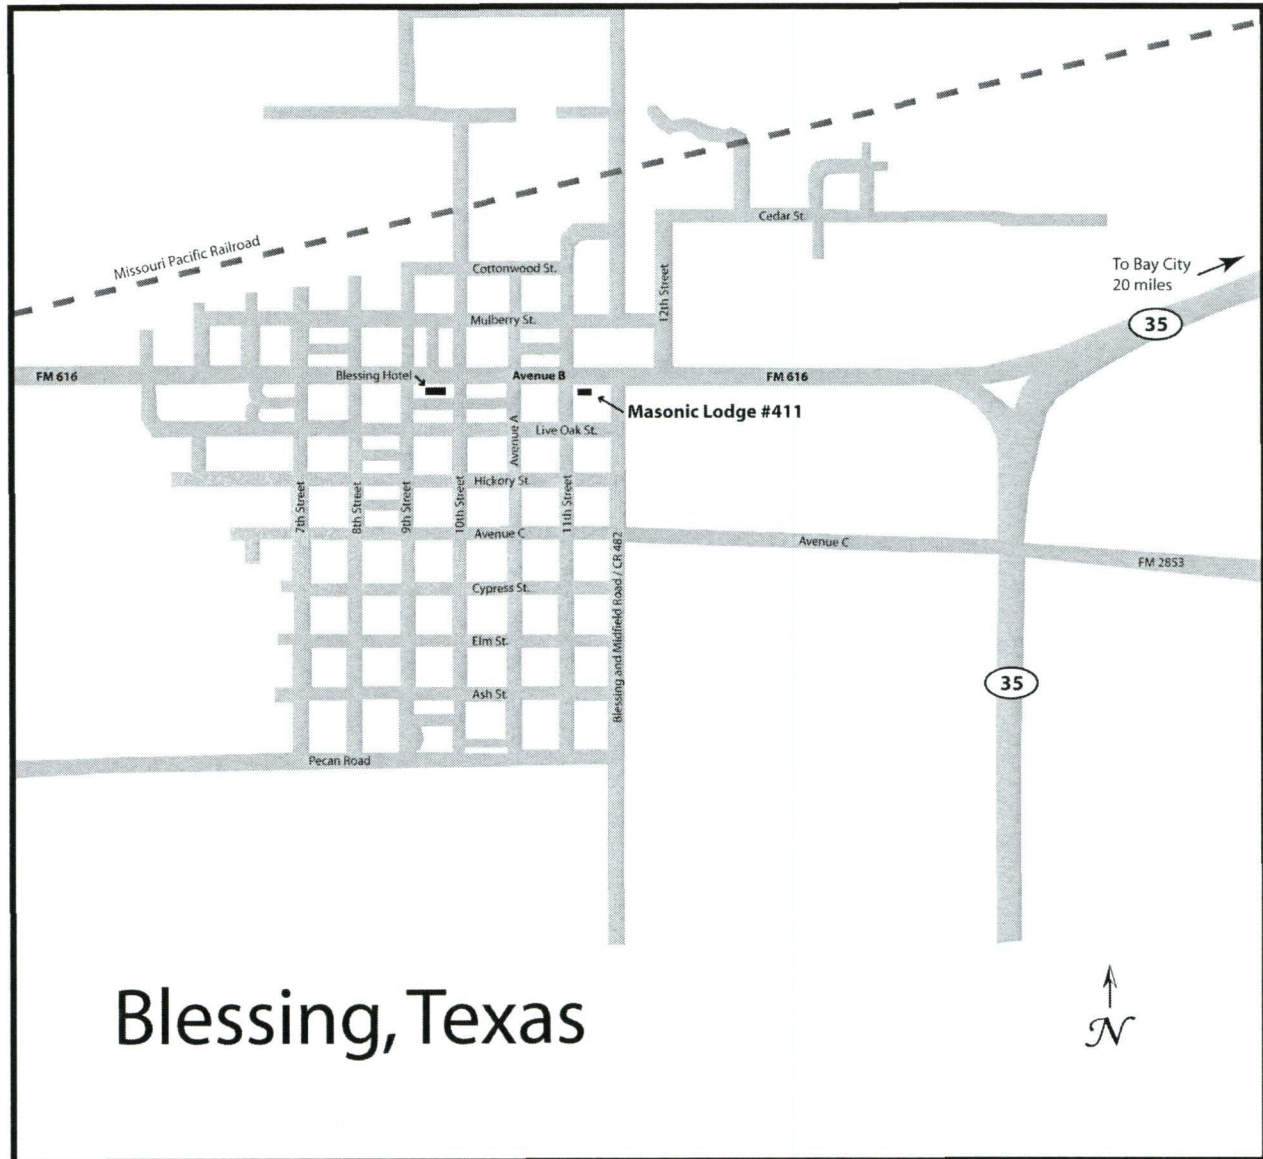 Missouri Pacific Railroad
Cedar St.
To Bay City
20 miles
35
Cottonwood St.
12th Street
Mulberry St.
FM 616
Blessing Hotel
Avenue B
FM 616
Masonic Lodge #411
Avenue A
Live Oak St.
Hickory St.
7th Street
8th Street
9th Street
10th Street
11th Street
Avenue C
Avenue C
FM 2853
Blessing and Midfield Road / CR 482
Cypress St.
Elm St.
Ash St.
35
Pecan Road
Blessing, Texas
N